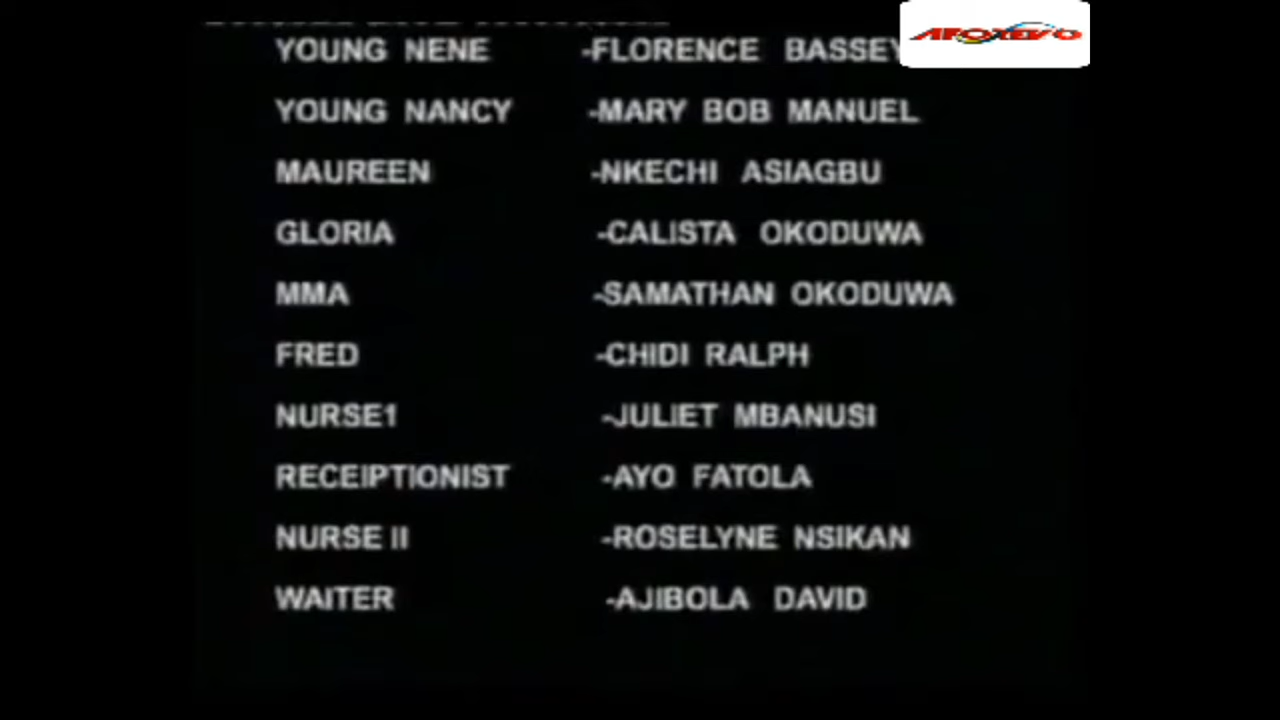 YOUNG NENE -FLORENCE BASSEY
YOUNG NANCY -MARY BOB MANUEL
MAUREEN -NKECHI ASIAGBU
GLORIA -CALISTA OKODUWA
MMA -SAMATHAN OKODUWA
FRED -CHIDI RALPH
NURSE1 -JULIET MBANUSI
RECEIPTIONIST -AYO FATOLA
NURSE II -ROSELYNE NSIKAN
WAITER -AJIBOLA DAVID